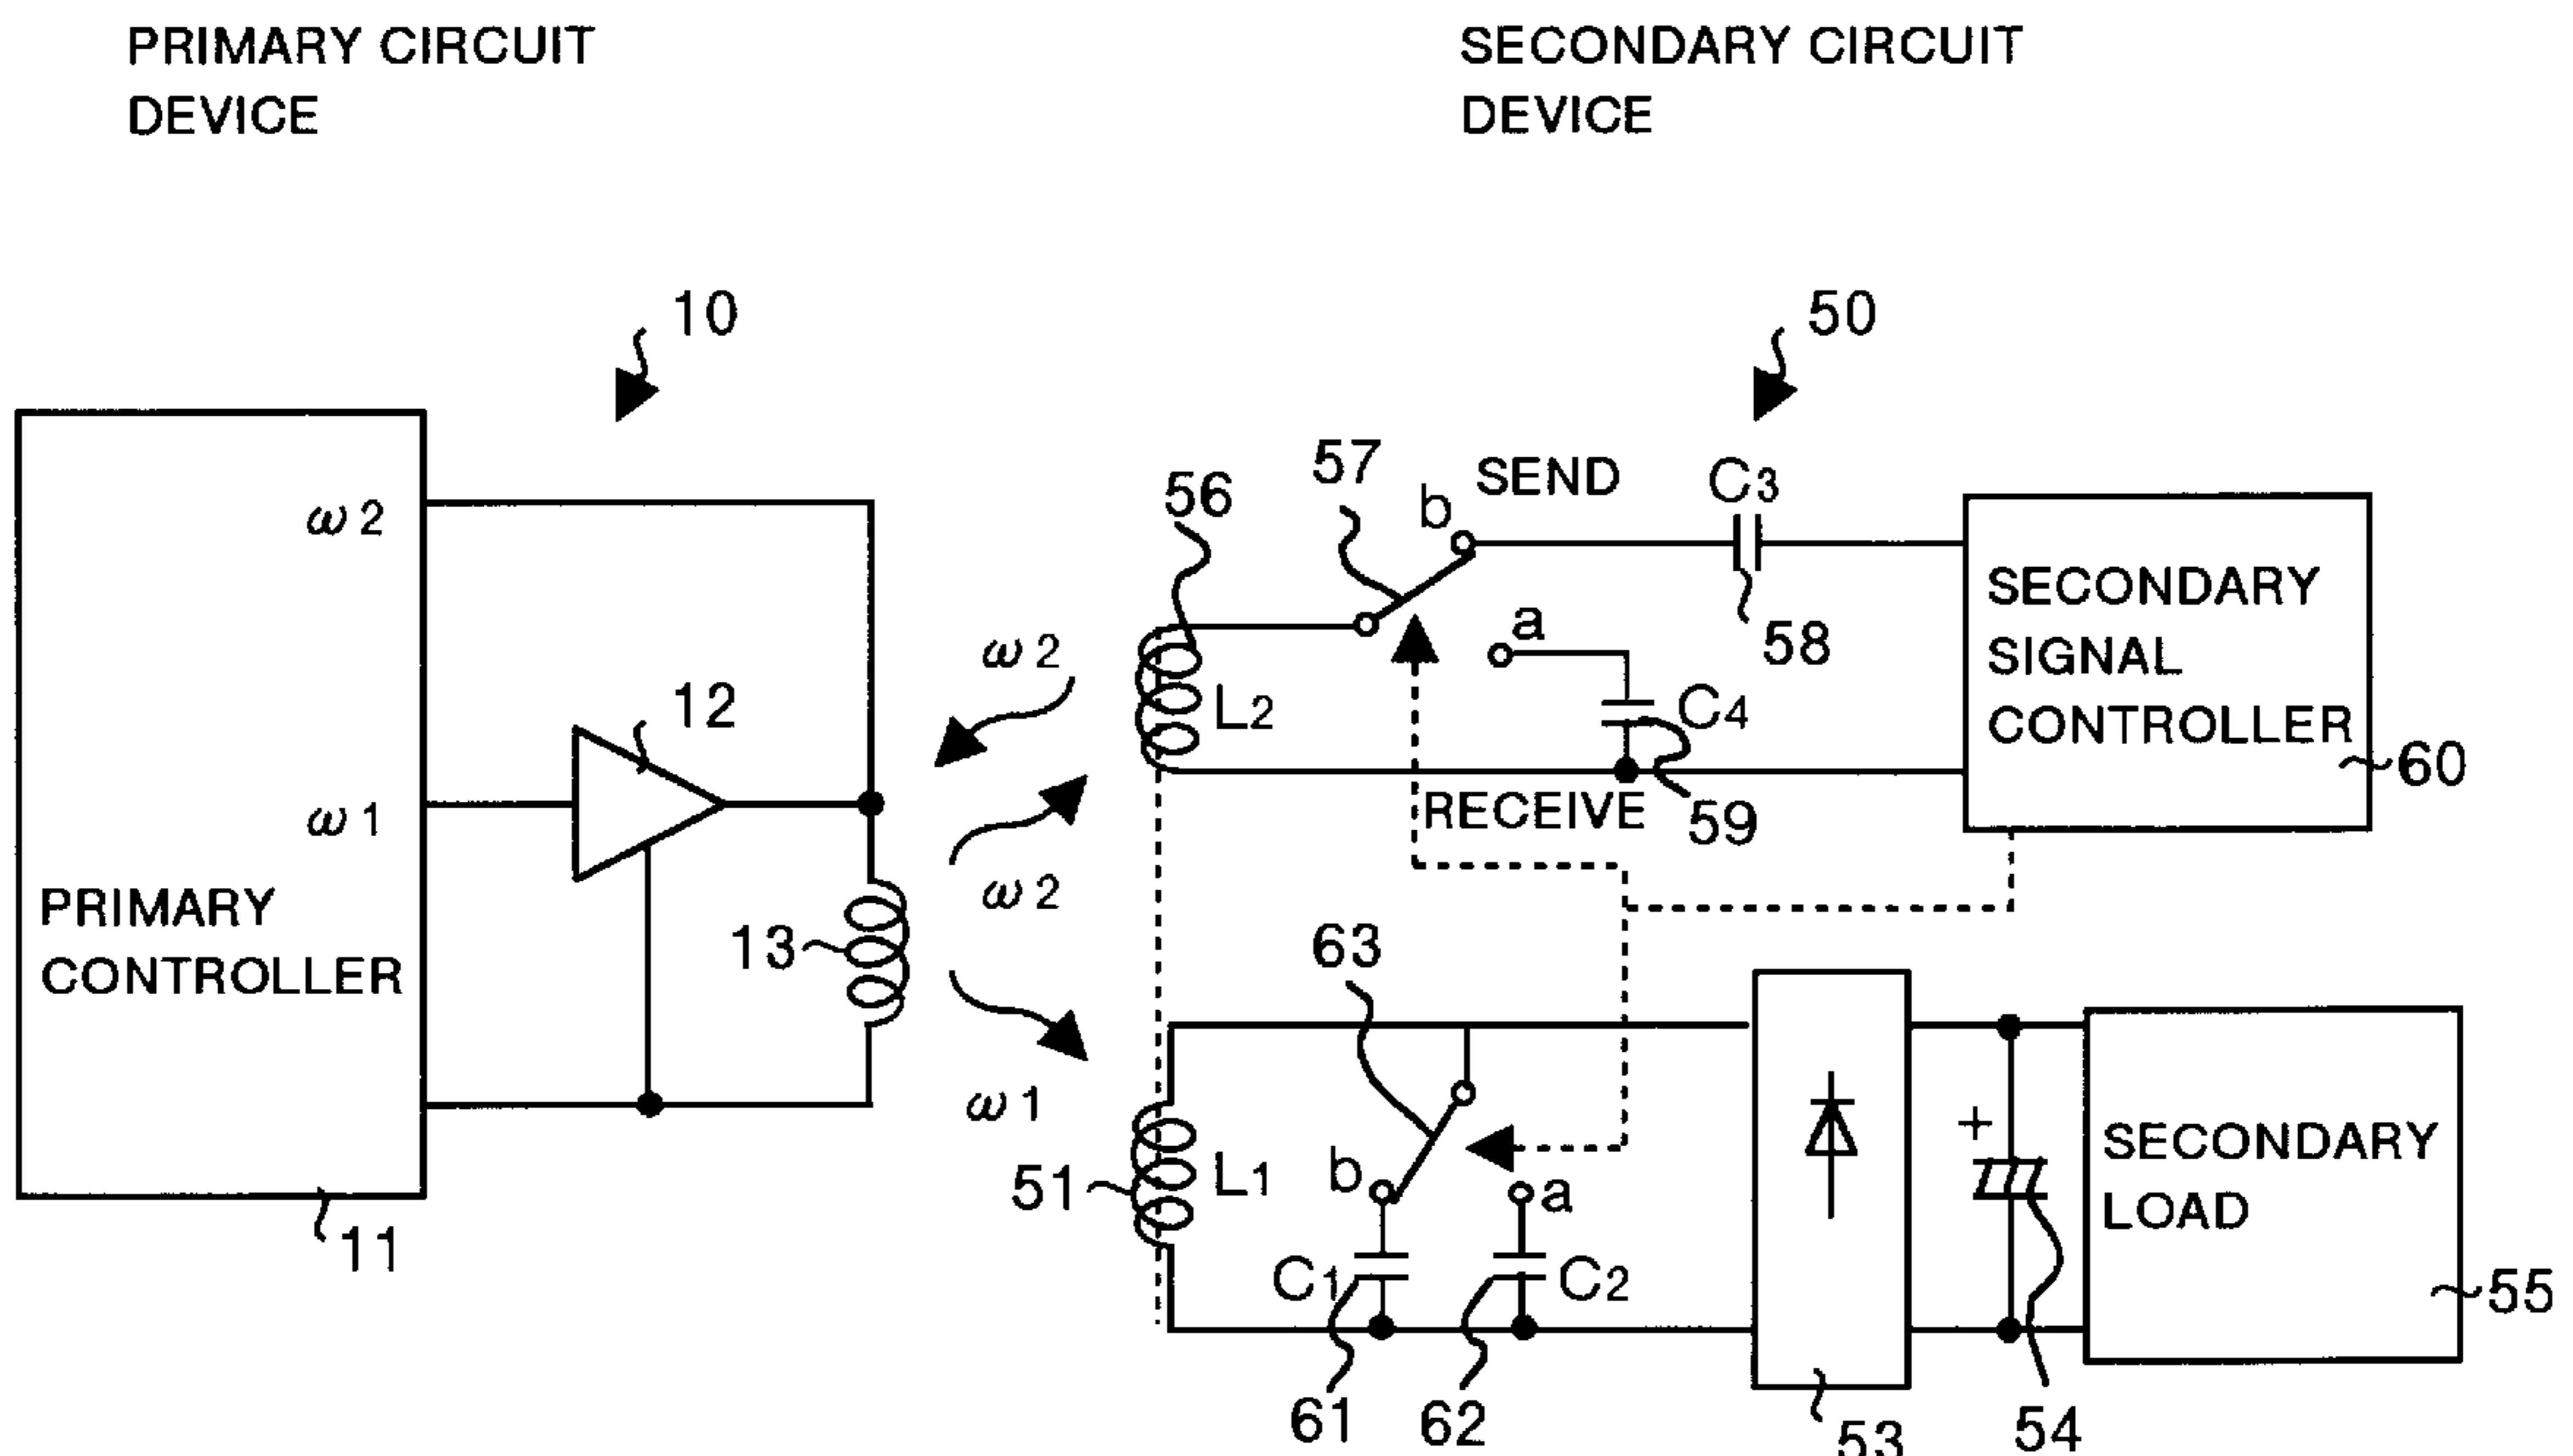 PRIMARY CIRCUIT
DEVICE
SECONDARY CIRCUIT
DEVICE
10
50
ω2
ω1
PRIMARY
CONTROLLER
11
12
13
ω2
ω2
ω1
56
57
b
SEND
C3
58
a
C4
59
L2
RECEIVE
SECONDARY
SIGNAL
CONTROLLER
60
63
51
L1
b
a
C1
C2
61
62
53
+
54
SECONDARY
LOAD
55